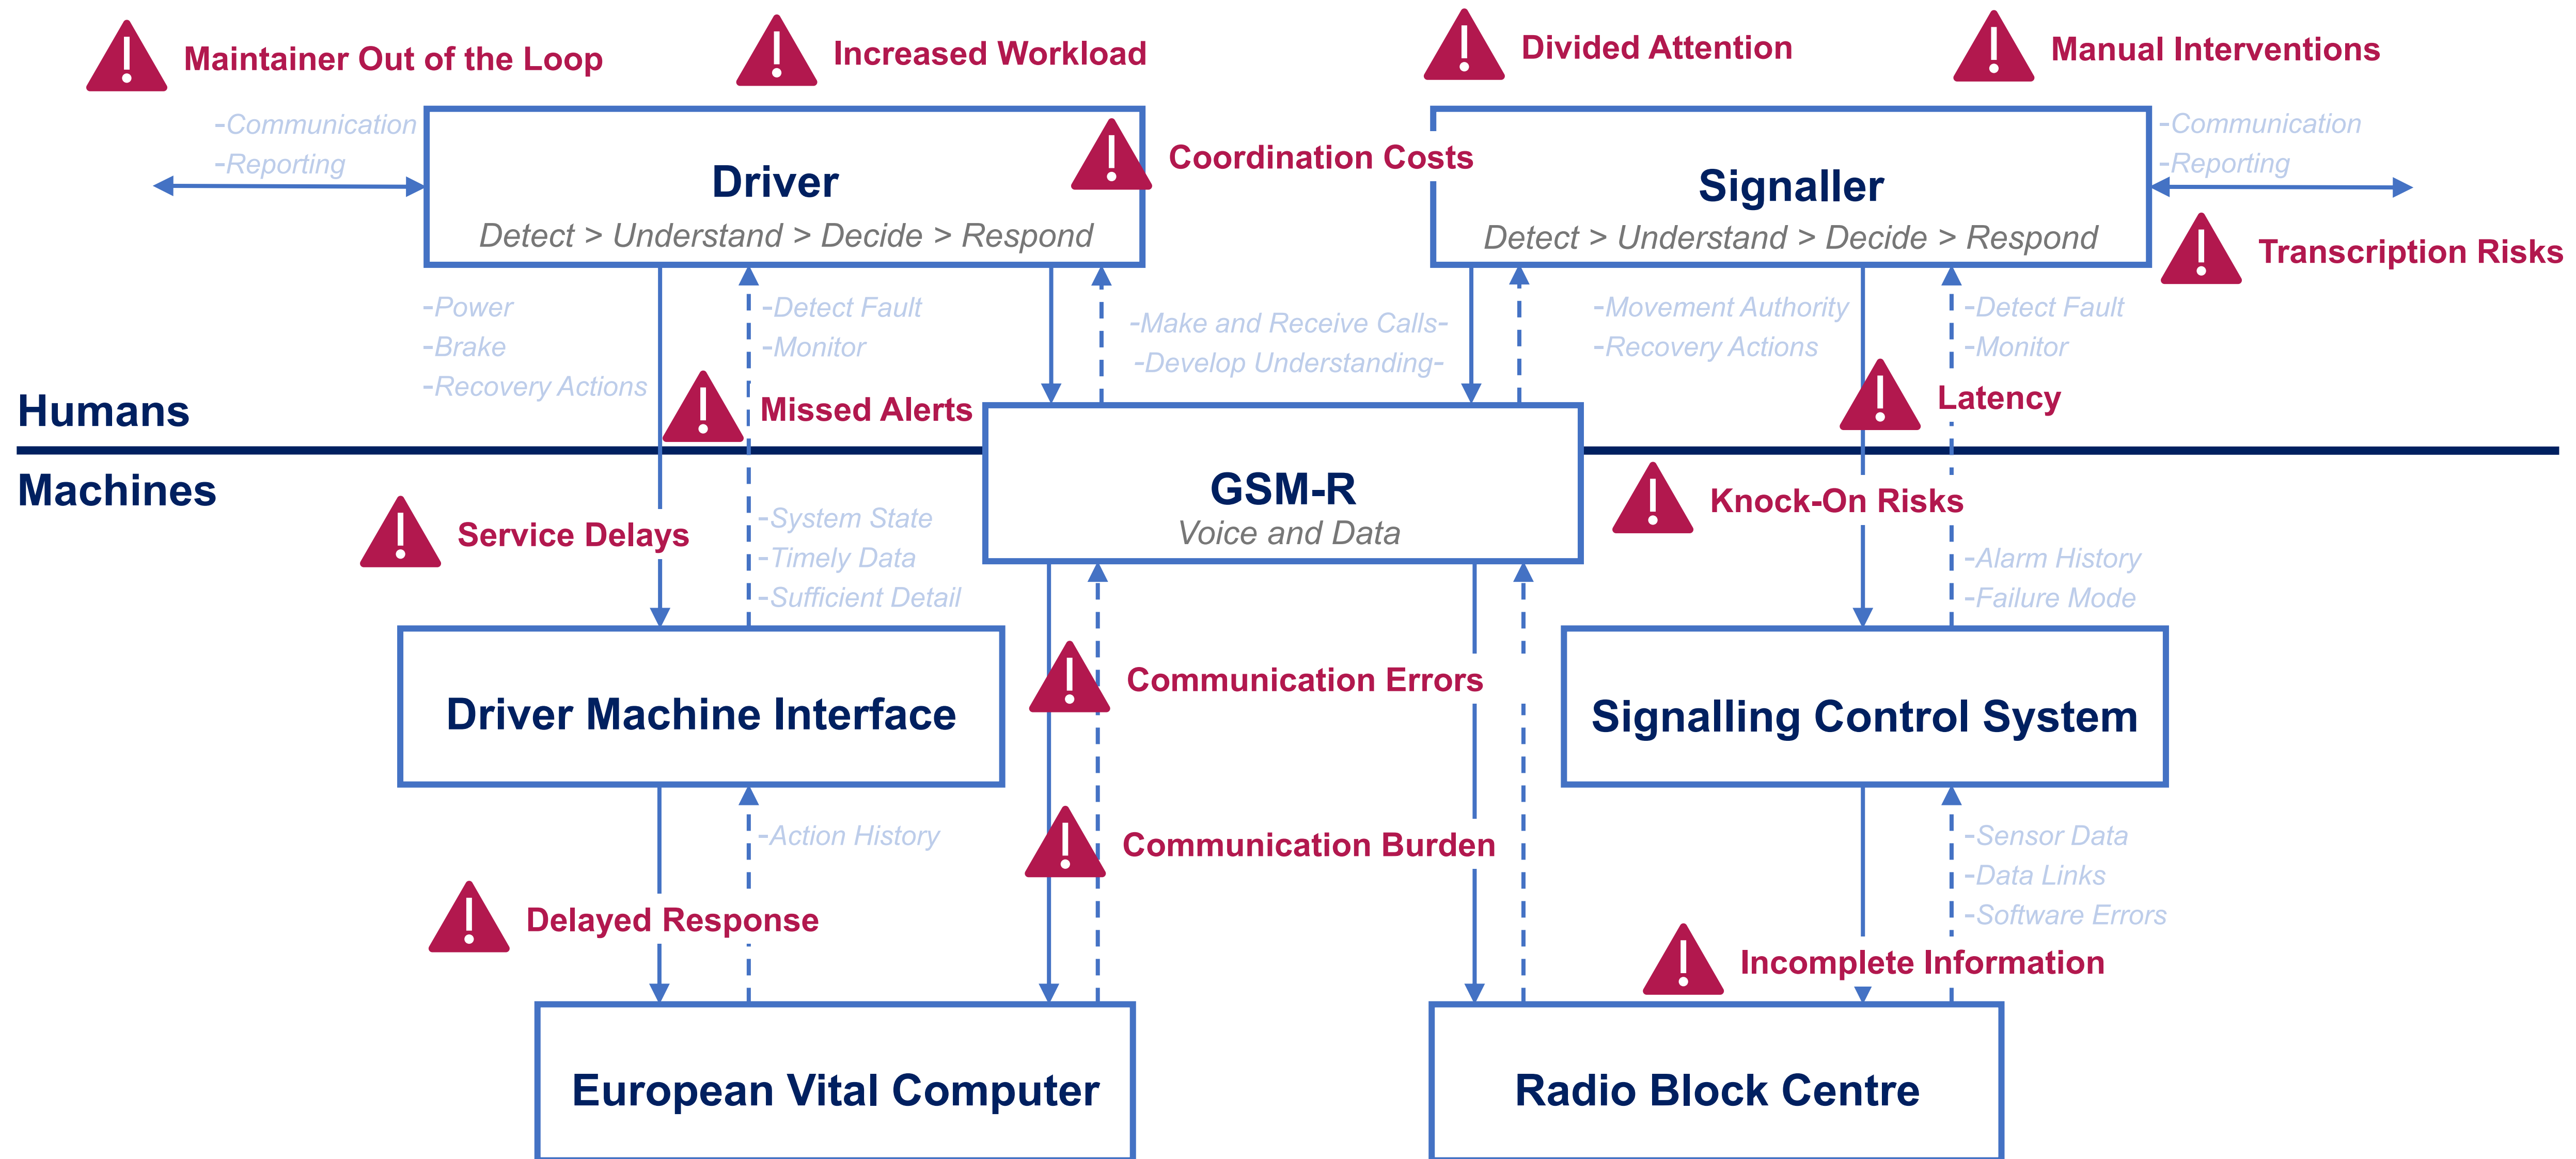 Maintainer Out of the Loop
Increased Workload
Divided Attention
Manual Interventions
-Communication
-Reporting
Driver
Detect > Understand > Decide > Respond
Coordination Costs
Signaller
Detect > Understand > Decide > Respond
-Communication
-Reporting
Transcription Risks
-Power
-Brake
-Recovery Actions
-Detect Fault
-Monitor
-Make and Receive Calls-
-Develop Understanding-
-Movement Authority
-Recovery Actions
-Detect Fault
-Monitor
Missed Alerts
Latency
Humans
Machines
GSM-R
Voice and Data
Service Delays
-System State
-Timely Data
-Sufficient Detail
Knock-On Risks
-Alarm History
-Failure Mode
Driver Machine Interface
Communication Errors
Signalling Control System
-Action History
Communication Burden
-Sensor Data
-Data Links
-Software Errors
Delayed Response
Incomplete Information
European Vital Computer
Radio Block Centre